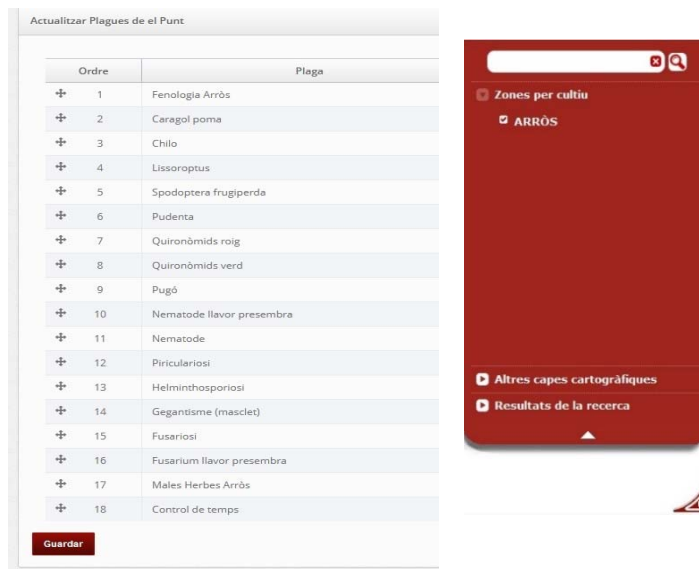 Actualitzar Plagues de el Punt
Ordre Plaga
1 Fenologia Arròs
2 Caragol poma
3 Chilo
4 Lissoroptus
5 Spodoptera frugiperda
6 Pudenta
7 Quironòmids roig
8 Quironòmids verd
9 Pugó
10 Nematode llavor presembra
11 Nematode
12 Piriculariosi
13 Helminthosporiosi
14 Gegantisme (masclet)
15 Fusariosi
16 Fusarium llavor presembra
17 Males Herbes Arròs
18 Control de temps
Guardar
Zones per cultiu
ARRÒS
Altres capes cartogràfiques
Resultats de la recerca